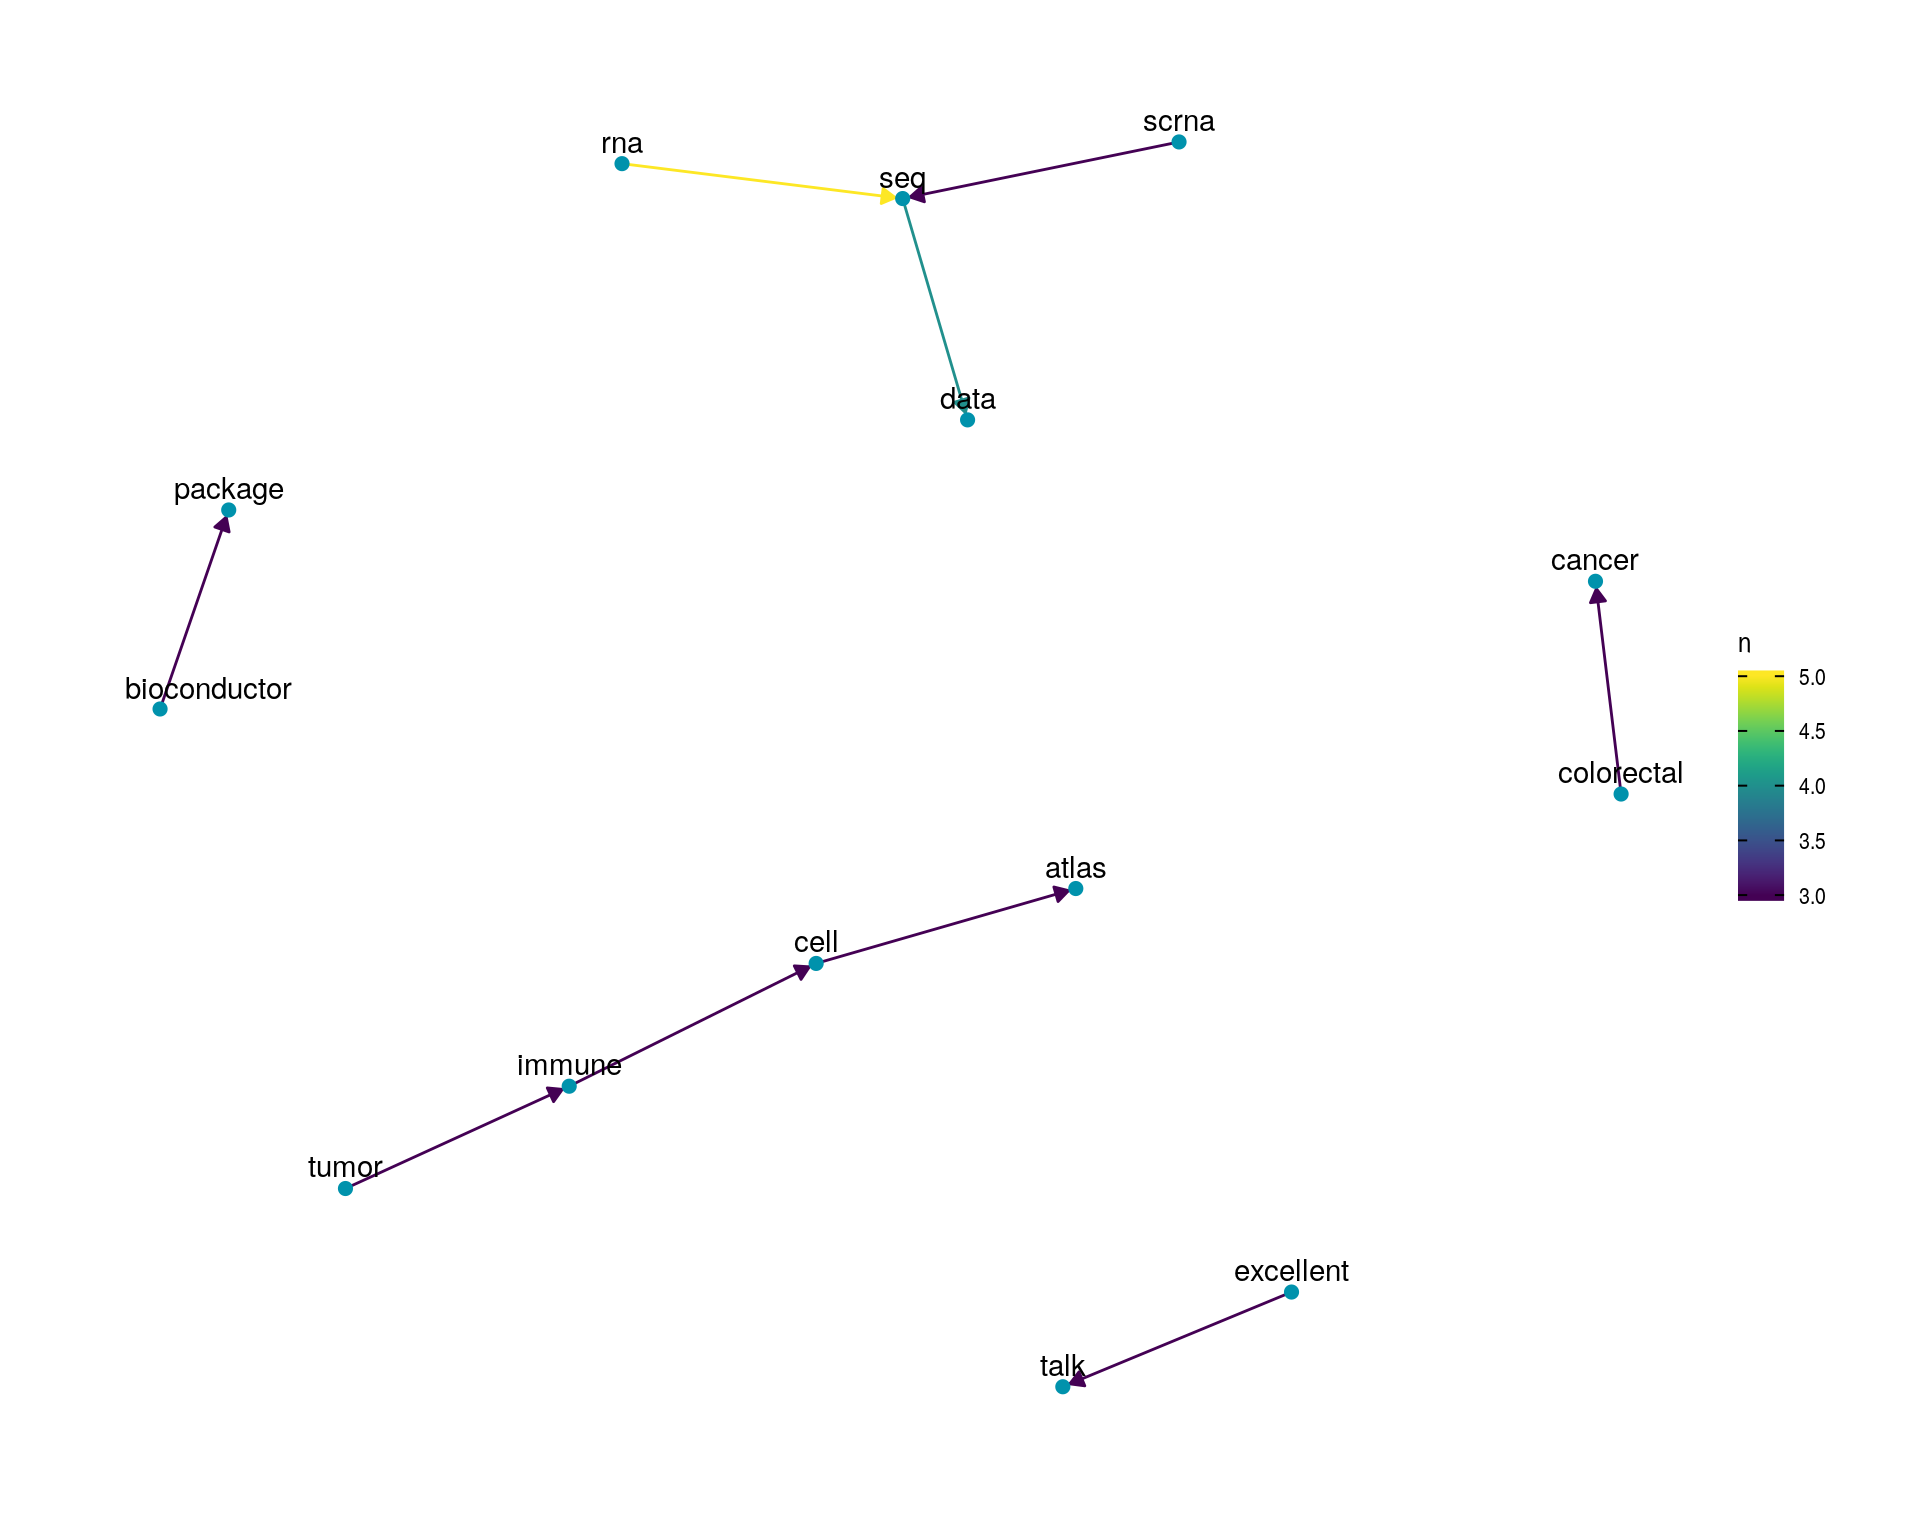 scrna
rna
seq
data
package
cancer
n
5.0
4.5
4.0
3.5
3.0
bioconductor
colorectal
atlas
cell
immune
tumor
excellent
talk